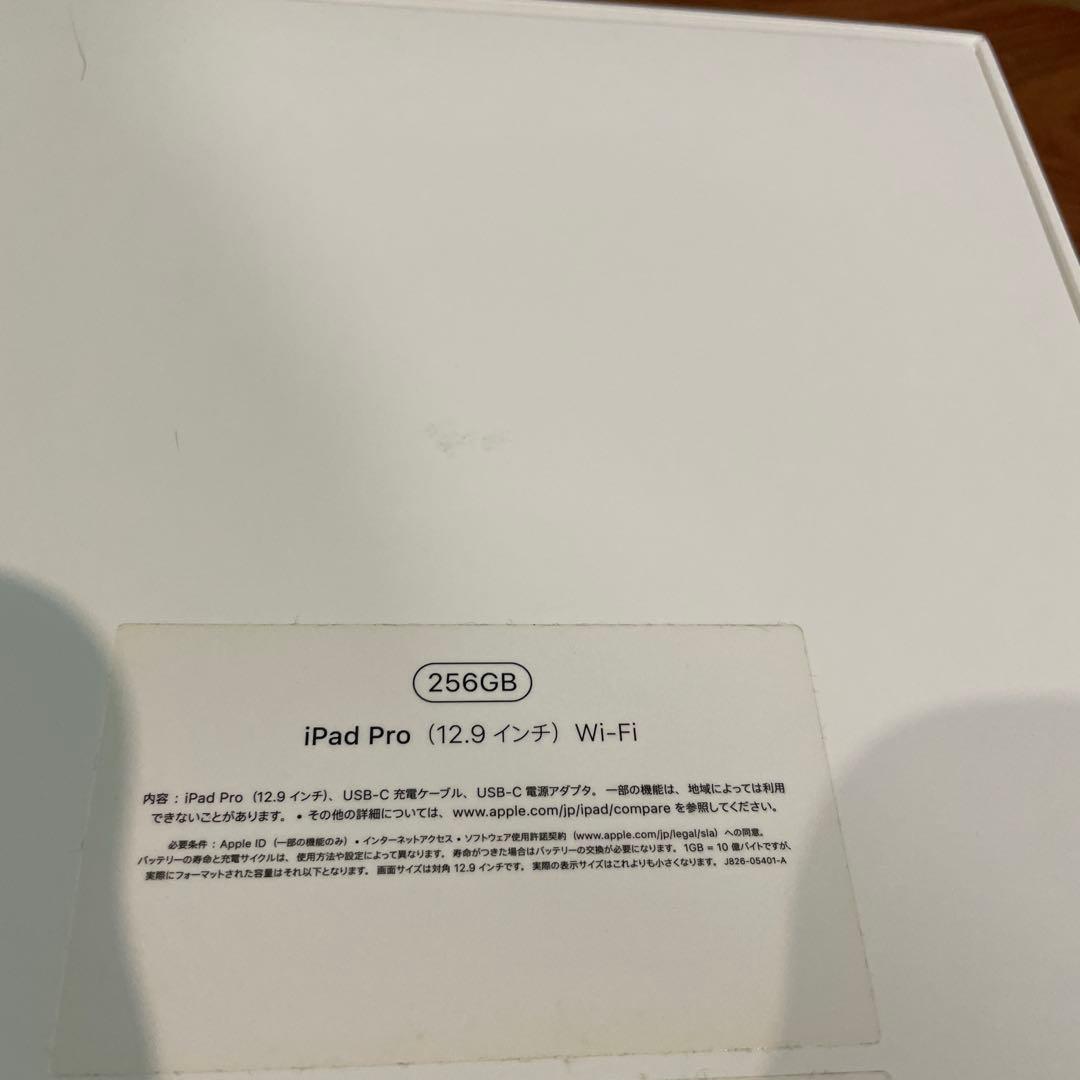 256GB
iPad Pro（12.9 インチ）Wi-Fi
内容：iPad Pro（12.9 インチ）、USB-C 充電ケーブル、USB-C 電源アダプタ。一部の機能は、地域によっては利用
できないことがあります。• その他の詳細については、www.apple.com/jp/ipad/compare を参照してください。
必要条件：Apple ID（一部の機能のみ）• インターネットアクセス • ソフトウェア使用許諾契約（www.apple.com/jp/legal/sla）への同意。
バッテリーの寿命と充電サイクルは、使用方法や設定によって異なります。寿命がつきた場合はバッテリーの交換が必要になります。1GB = 10 億バイトですが、
実際にフォーマットされた容量はそれ以下となります。画面サイズは対角 12.9 インチです。実際の表示サイズはこれよりも小さくなります。J826-05401-A